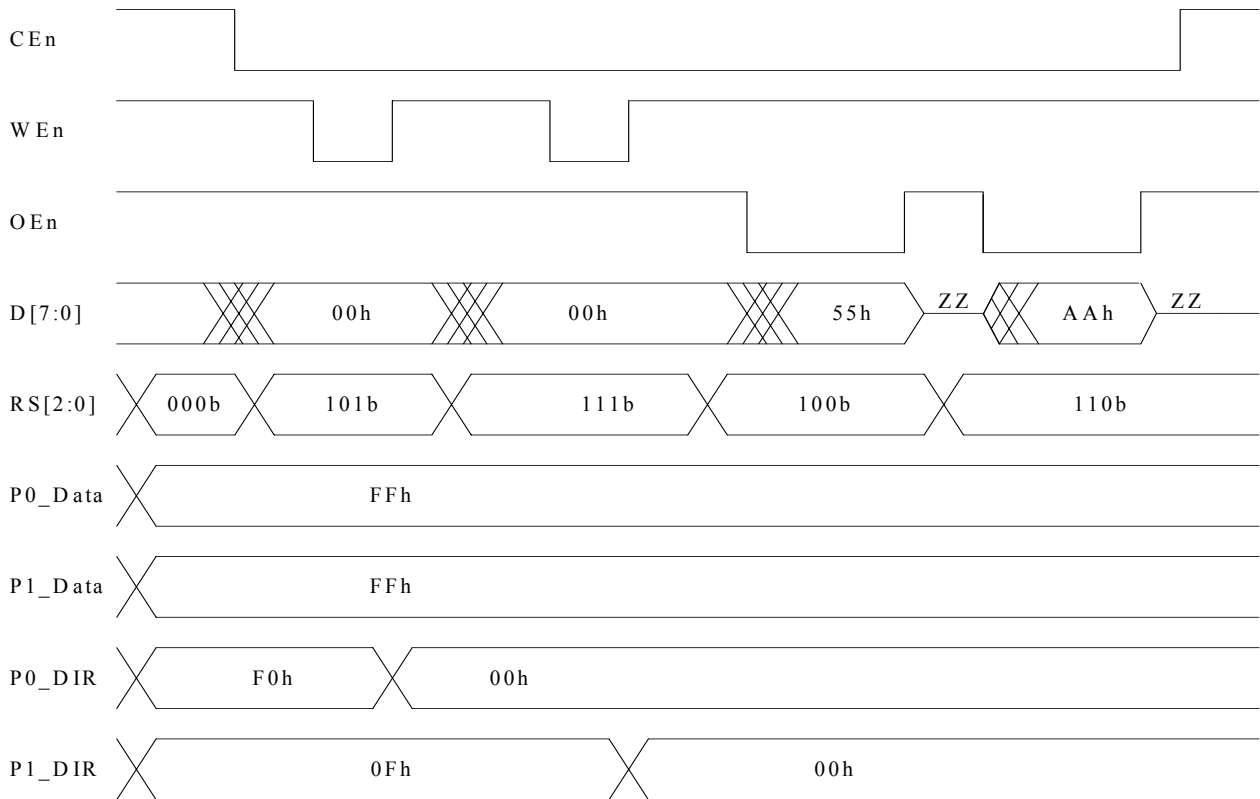 CEn
WEn
OEn
D[7:0] 00h 00h 55h ZZ AAh ZZ
RS[2:0] 000b 101b 111b 100b 110b
P0_Data FFh
P1_Data FFh
P0_DIR F0h 00h
P1_DIR 0Fh 00h